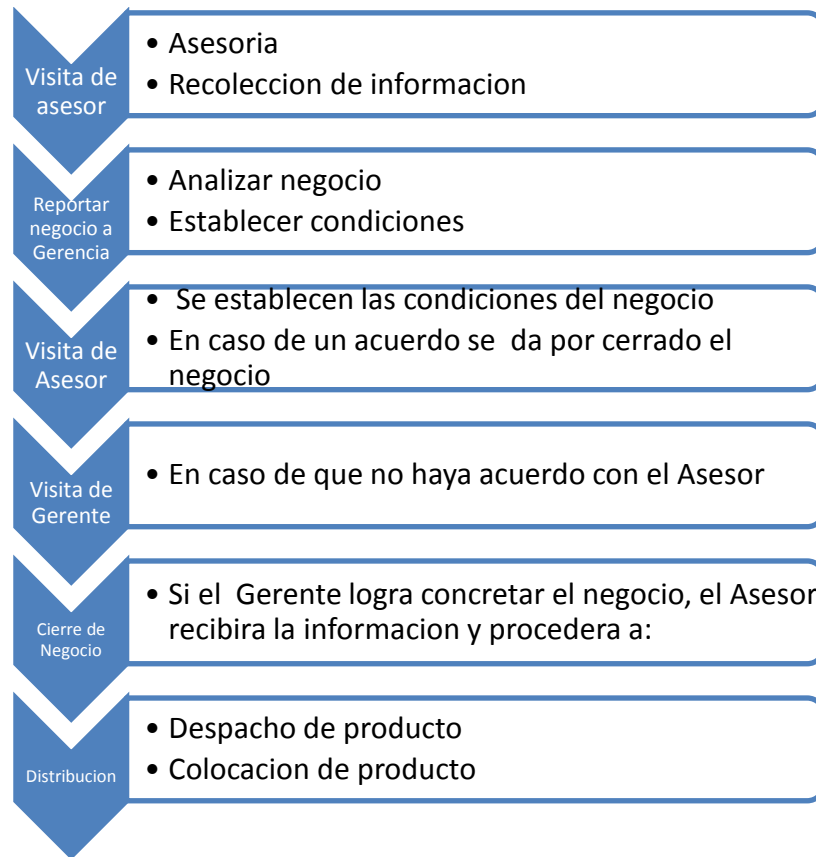 Visita de
asesor
• Asesoria
• Recoleccion de informacion
Reportar
negocio a
Gerencia
• Analizar negocio
• Establecer condiciones
Visita de
Asesor
• Se establecen las condiciones del negocio
• En caso de un acuerdo se da por cerrado el
negocio
Visita de
Gerente
• En caso de que no haya acuerdo con el Asesor
Cierre de
Negocio
• Si el Gerente logra concretar el negocio, el Asesor
recibira la informacion y procedera a:
Distribucion
• Despacho de producto
• Colocacion de producto